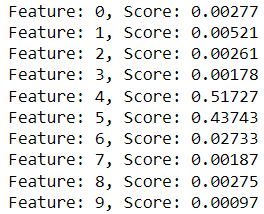 Feature: 0, Score: 0.00277
Feature: 1, Score: 0.00521
Feature: 2, Score: 0.00261
Feature: 3, Score: 0.00178
Feature: 4, Score: 0.51727
Feature: 5, Score: 0.43743
Feature: 6, Score: 0.02733
Feature: 7, Score: 0.00187
Feature: 8, Score: 0.00275
Feature: 9, Score: 0.00097